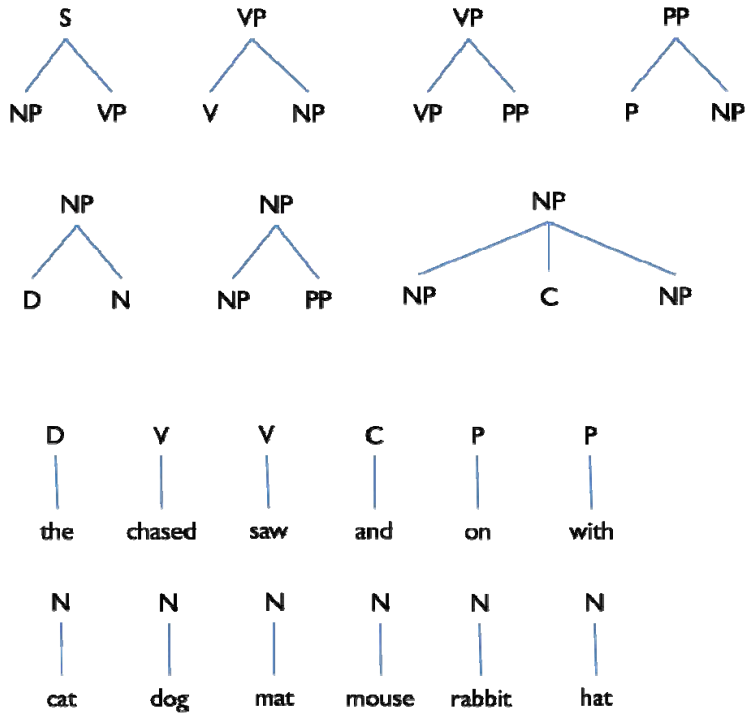 S VP VP PP
NP VP V NP VP PP P NP
NP NP NP
D N NP PP NP C NP
D V V C P P
the chased saw and on with
N N N N N N
cat dog mat mouse rabbit hat